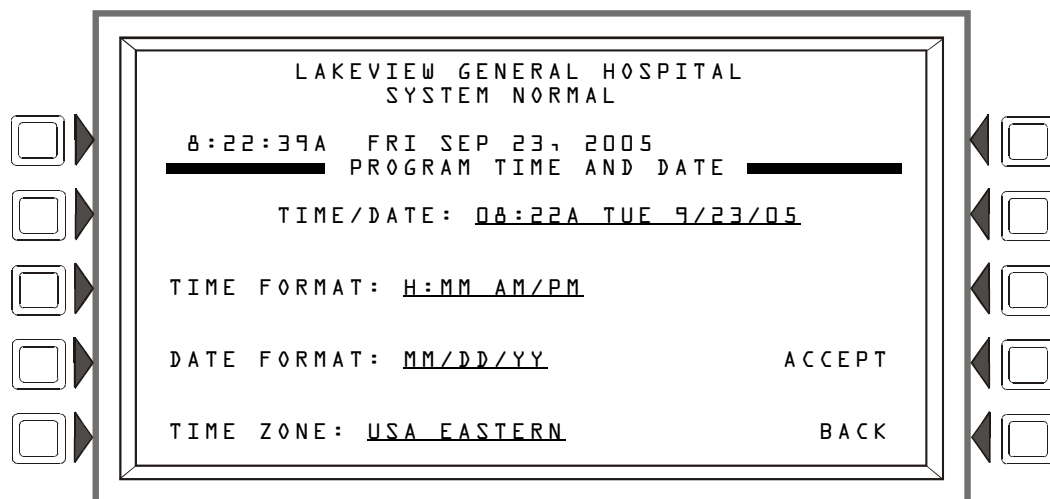 LAKEVIEW GENERAL HOSPITAL
SYSTEM NORMAL
8:22:39A FRI SEP 23, 2005
PROGRAM TIME AND DATE
TIME/DATE: 08:22A TUE 9/23/05
TIME FORMAT: H:MM AM/PM
DATE FORMAT: MM/DD/YY ACCEPT
TIME ZONE: USA EASTERN BACK